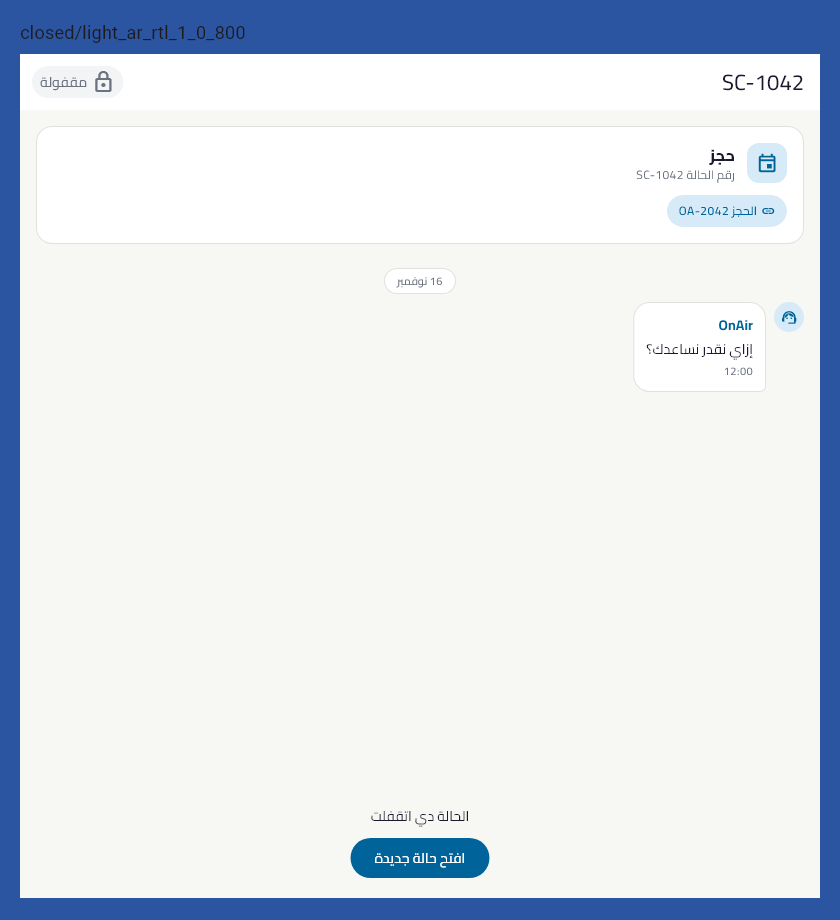 closed/light_ar_rtl_1_0_800
SC-1042
مقفولة
حجز
رقم الحالة SC-1042
الحجز OA-2042
16 نوفمبر
OnAir
إزاي نقدر نساعدك؟
12:00
الحالة دي اتقفلت
افتح حالة جديدة